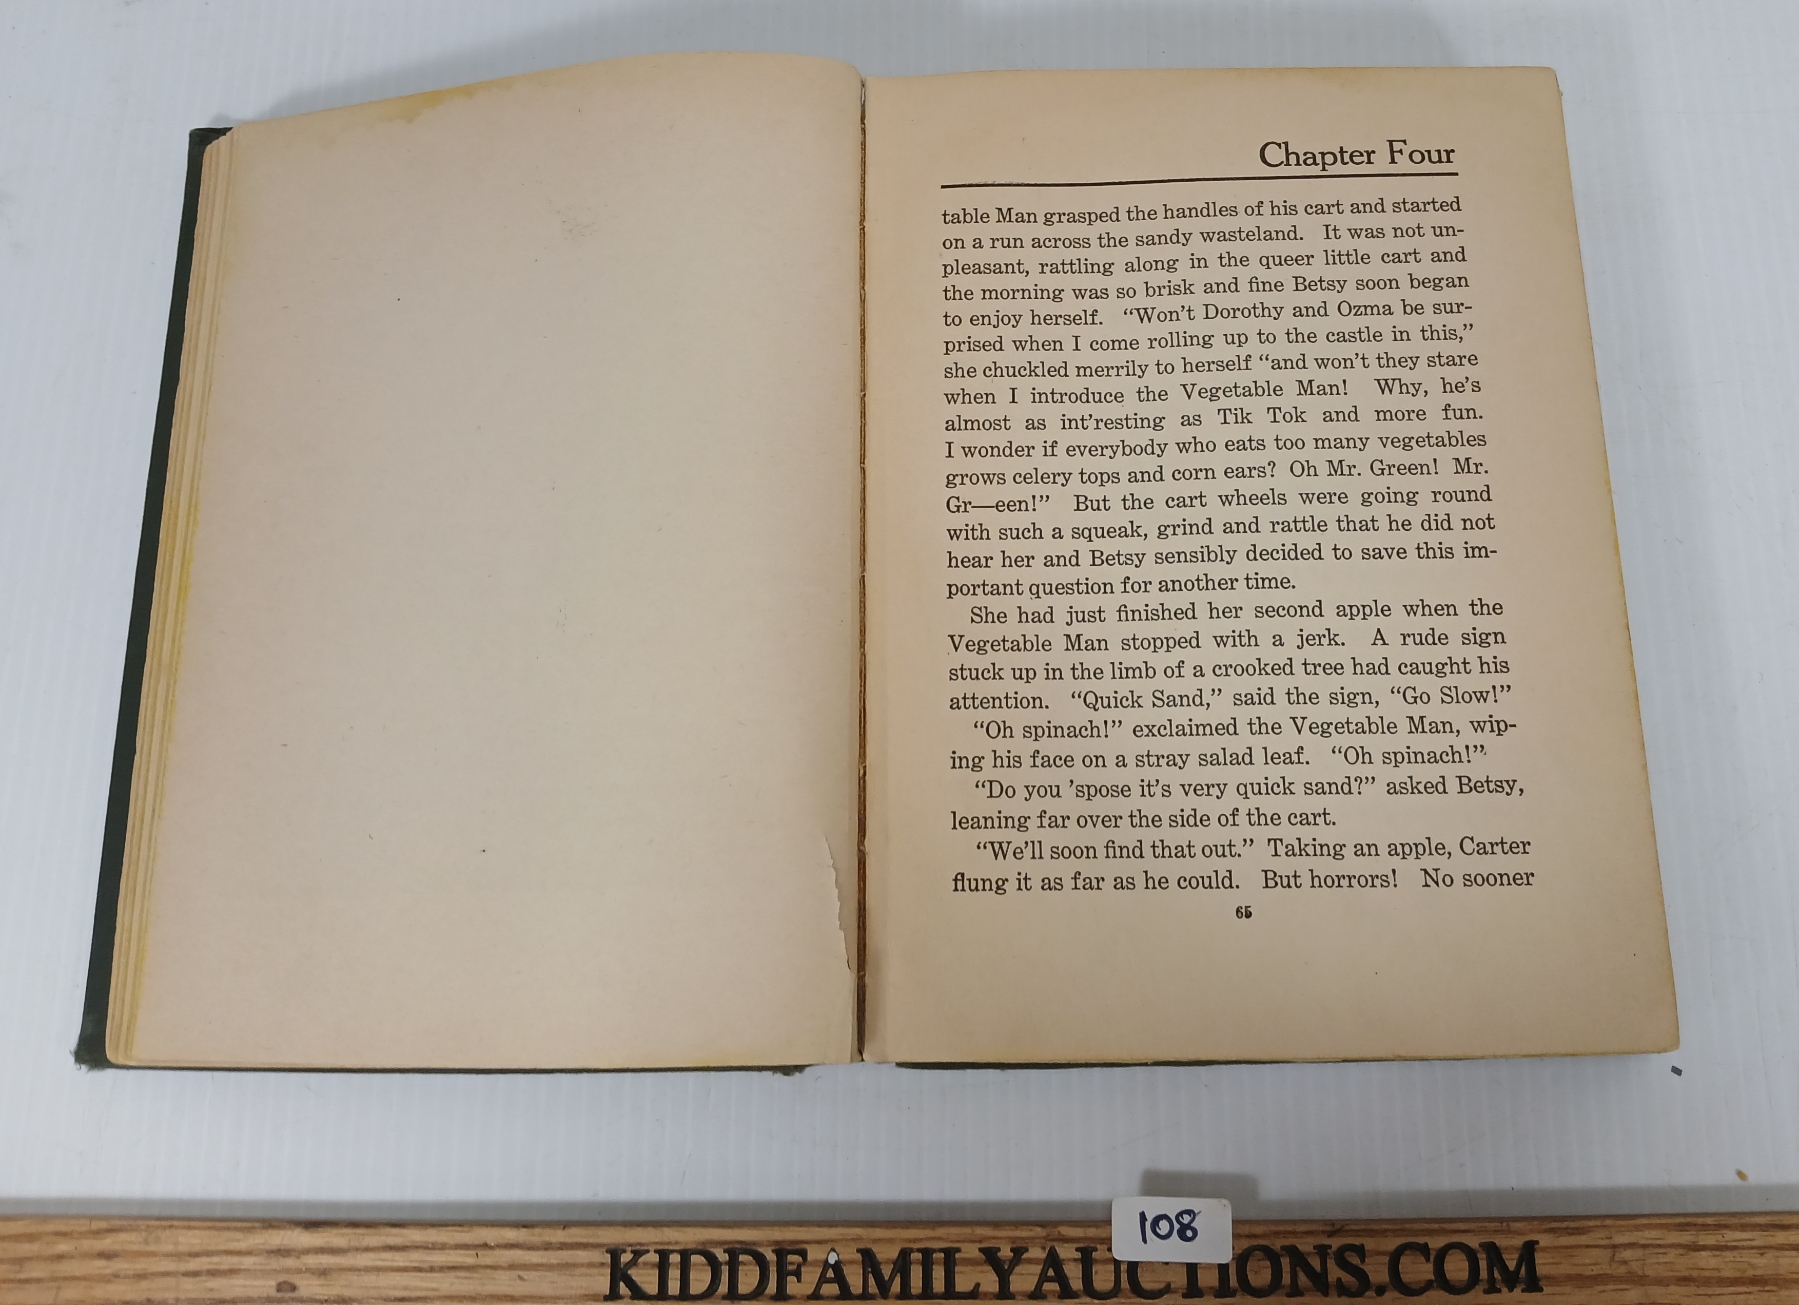 Chapter Four
table Man grasped the handles of his cart and started
on a run across the sandy wasteland. It was not un-
pleasant, rattling along in the queer little cart and
the morning was so brisk and fine Betsy soon began
to enjoy herself. “Won’t Dorothy and Ozma be sur-
prised when I come rolling up to the castle in this,”
she chuckled merrily to herself “and won’t they stare
when I introduce the Vegetable Man! Why, he’s
almost as int’resting as Tik Tok and more fun.
I wonder if everybody who eats too many vegetables
grows celery tops and corn ears? Oh Mr. Green! Mr.
Gr—een!” But the cart wheels were going round
with such a squeak, grind and rattle that he did not
hear her and Betsy sensibly decided to save this im-
portant question for another time.
She had just finished her second apple when the
Vegetable Man stopped with a jerk. A rude sign
stuck up in the limb of a crooked tree had caught his
attention. “Quick Sand,” said the sign, “Go Slow!”
“Oh spinach!” exclaimed the Vegetable Man, wip-
ing his face on a stray salad leaf. “Oh spinach!”
“Do you ’spose it’s very quick sand?” asked Betsy,
leaning far over the side of the cart.
“We’ll soon find that out.” Taking an apple, Carter
flung it as far as he could. But horrors! No sooner
65
108
KIDDFAMILYAUCTIONS.COM